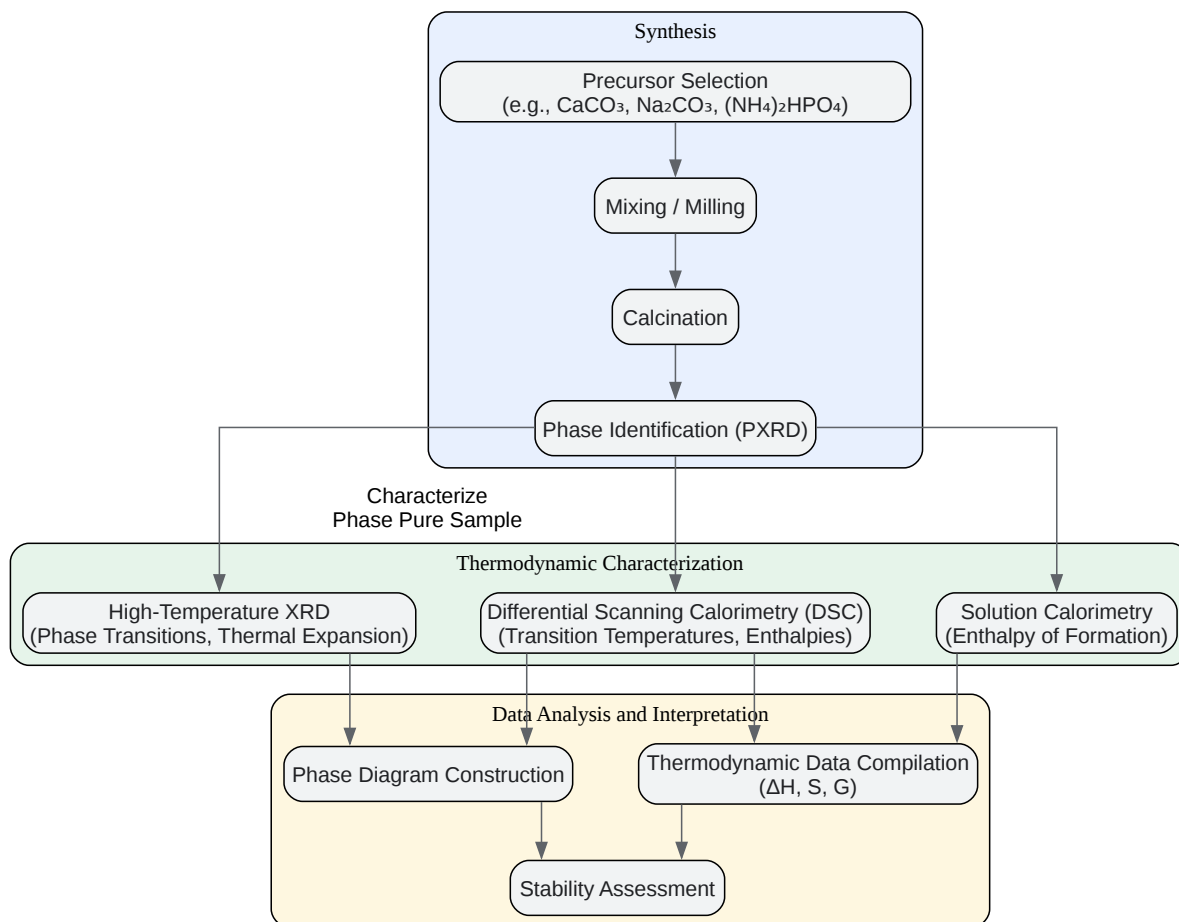 Synthesis
Precursor Selection
(e.g., CaCO₃, Na₂CO₃, (NH₄)₂HPO₄)
Mixing / Milling
Calcination
Phase Identification (PXRD)
Characterize
Phase Pure Sample
Thermodynamic Characterization
High-Temperature XRD
(Phase Transitions, Thermal Expansion)
Differential Scanning Calorimetry (DSC)
(Transition Temperatures, Enthalpies)
Solution Calorimetry
(Enthalpy of Formation)
Data Analysis and Interpretation
Phase Diagram Construction
Thermodynamic Data Compilation
(ΔH, S, G)
Stability Assessment